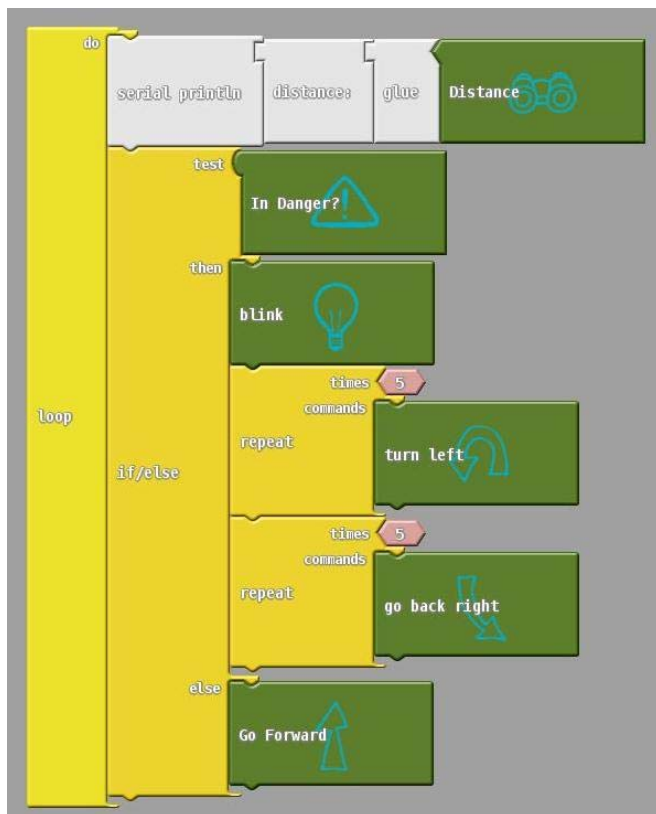 do
serial println distance: glue Distance
test
In Danger?
then
blink
times 5
commands
loop
repeat
turn left
if/else
times 5
commands
repeat
go back right
else
Go Forward